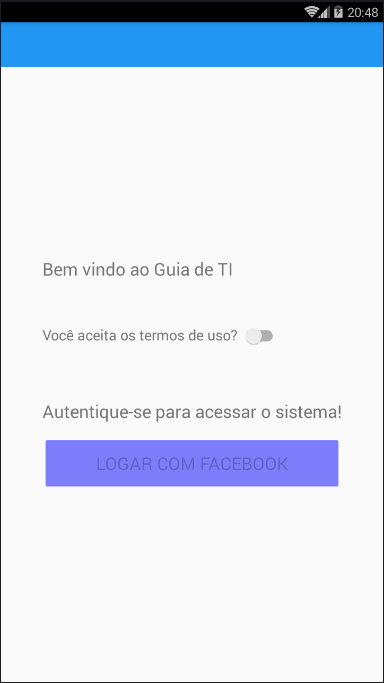 20:48
Bem vindo ao Guia de TI
Você aceita os termos de uso?
Autentique-se para acessar o sistema!
LOGAR COM FACEBOOK